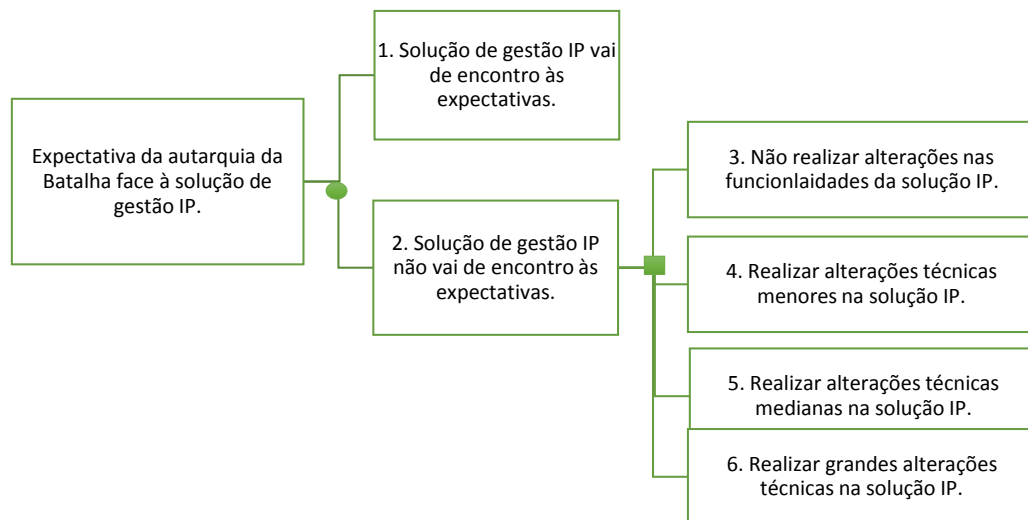 Expectativa da autarquia da
Batalha face à solução de
gestão IP.
1. Solução de gestão IP vai
de encontro às
expectativas.
2. Solução de gestão IP
não vai de encontro às
expectativas.
3. Não realizar alterações nas
funcionlaidades da solução IP.
4. Realizar alterações técnicas
menores na solução IP.
5. Realizar alterações técnicas
medianas na solução IP.
6. Realizar grandes alterações
técnicas na solução IP.